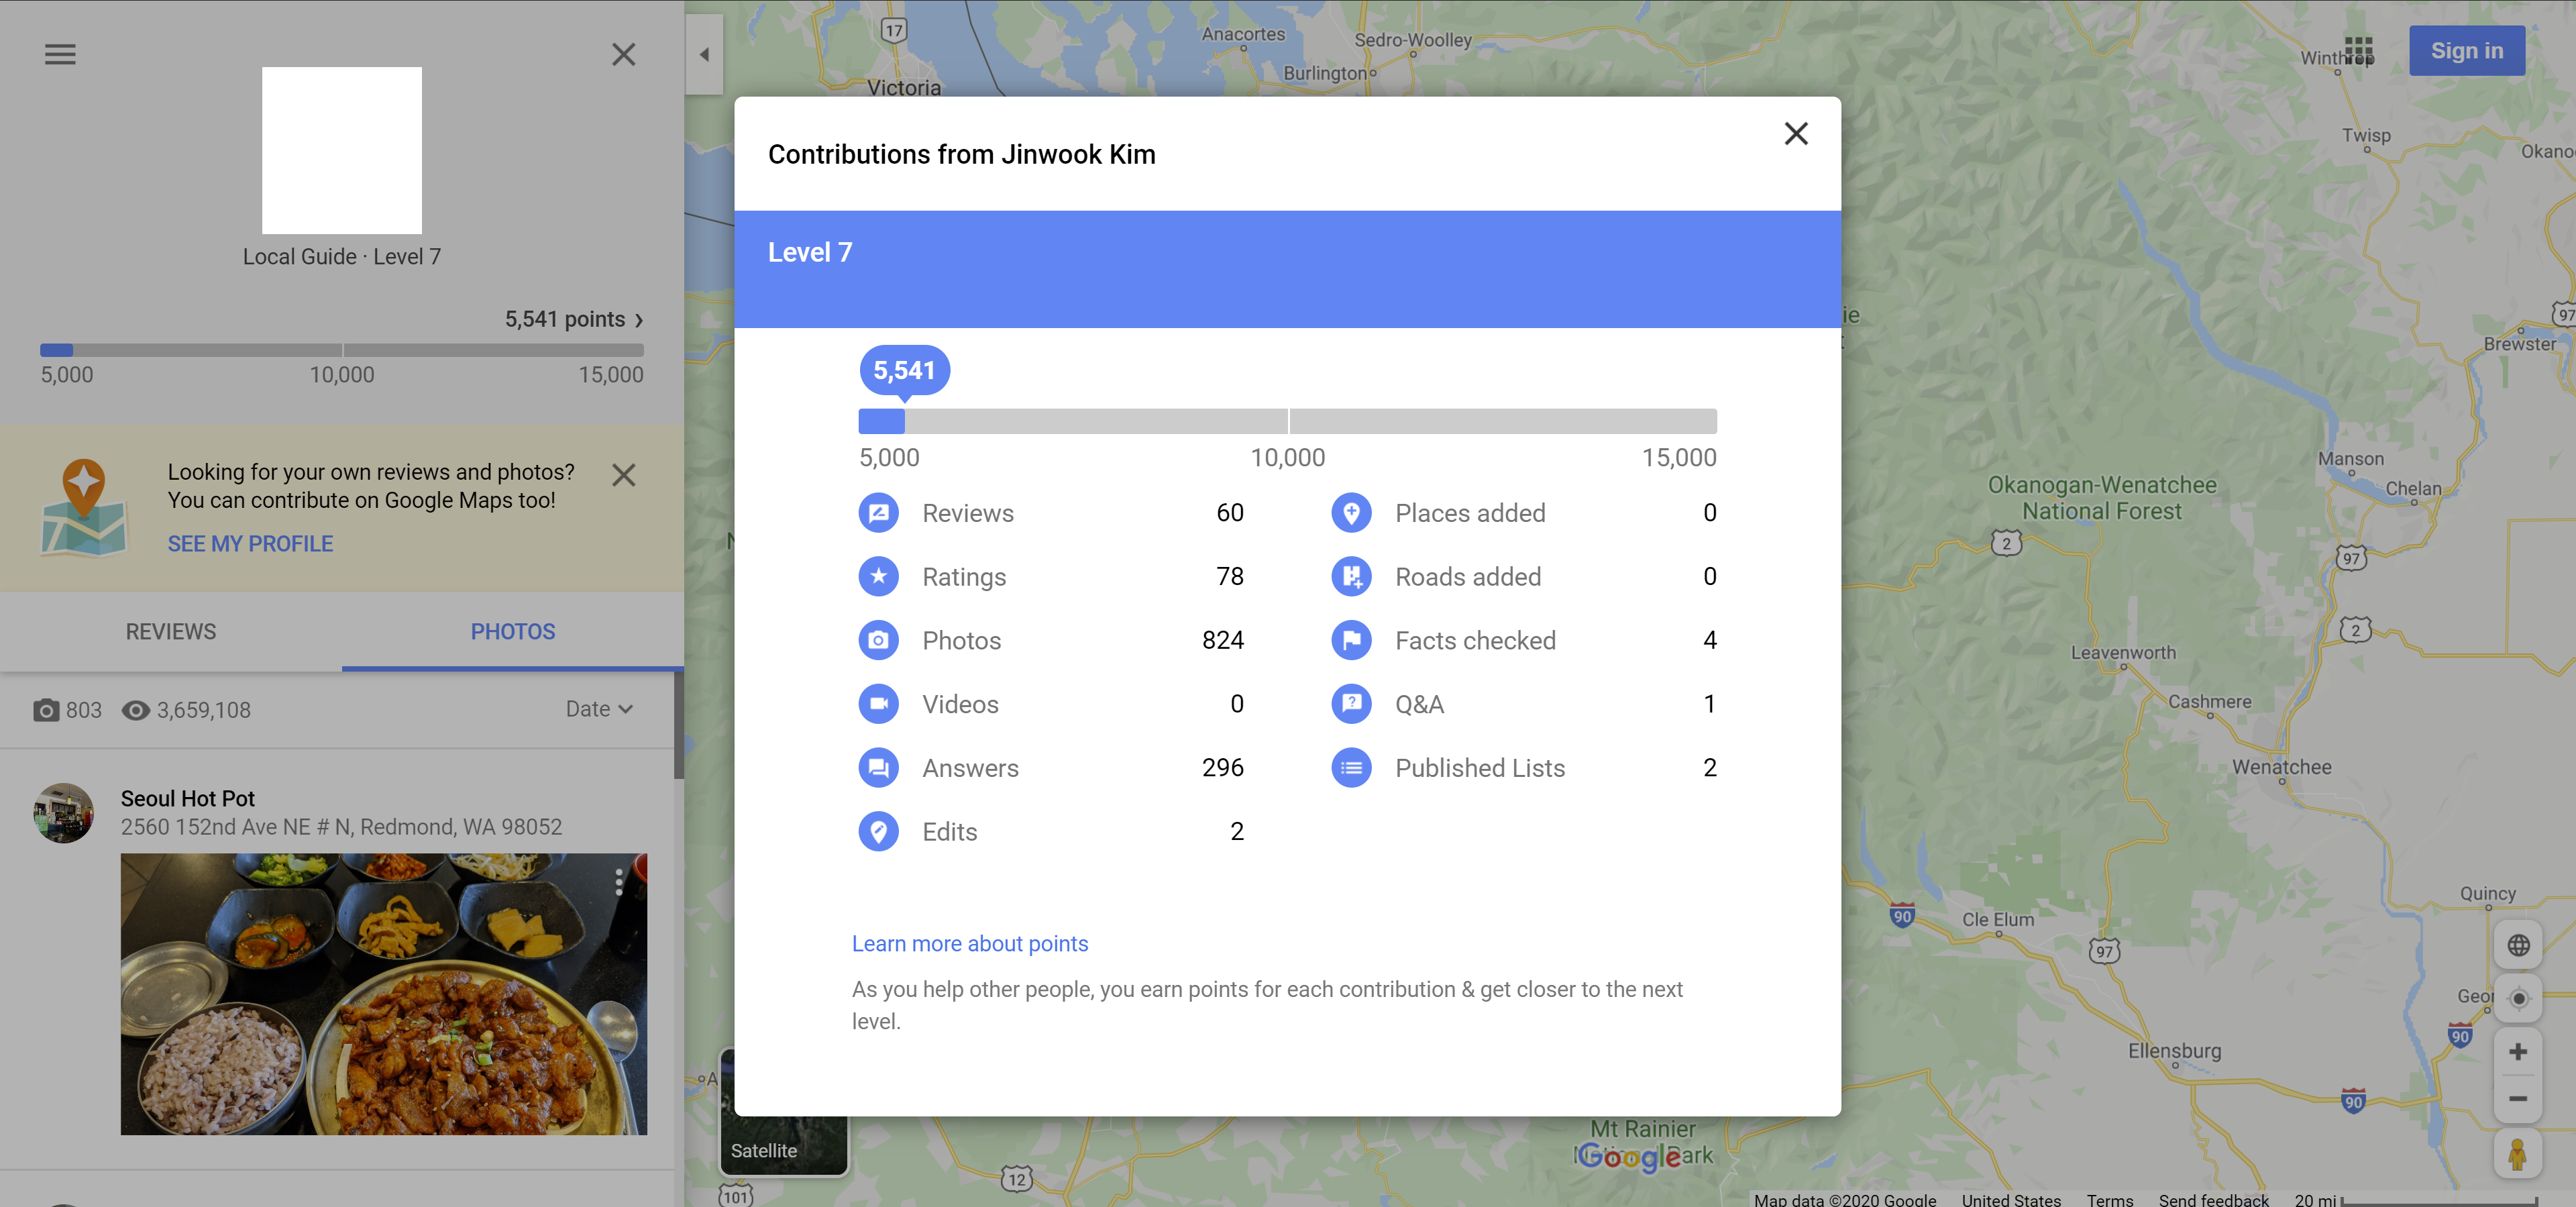 Local Guide · Level 7
5,541 points ›
5,000 10,000 15,000
Looking for your own reviews and photos?
You can contribute on Google Maps too!
SEE MY PROFILE
REVIEWS PHOTOS
803 3,659,108 Date
Seoul Hot Pot
2560 152nd Ave NE # N, Redmond, WA 98052
Contributions from Jinwook Kim
Level 7
5,541
5,000 10,000 15,000
Reviews 60
Ratings 78
Photos 824
Videos 0
Answers 296
Edits 2
Places added 0
Roads added 0
Facts checked 4
Q&A 1
Published Lists 2
Learn more about points
As you help other people, you earn points for each contribution & get closer to the next
level.
Sign in
17
Anacortes
Sedro-Woolley
Burlington
Victoria
Winthrop
Twisp
97
Brewster
Manson
Chelan
Okanogan-Wenatchee
National Forest
2
97
2
Leavenworth
Cashmere
Wenatchee
Quincy
90
Cle Elum
97
90
Ellensburg
90
Mt Rainier
Google
Satellite
12
101
Map data ©2020 Google United States Terms Send feedback 20 mi